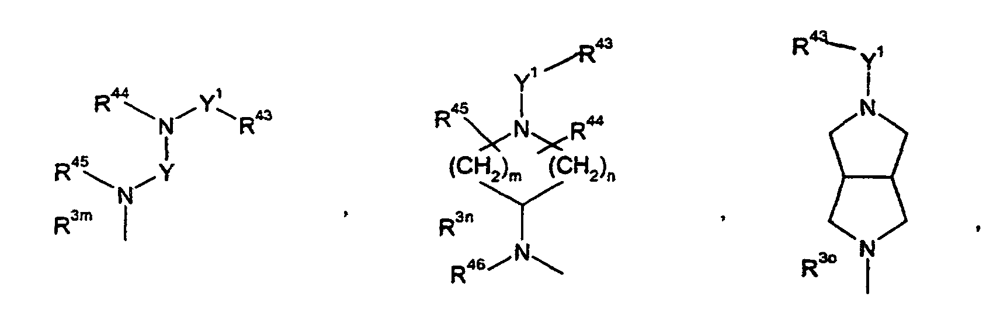 R⁴⁴ N Y¹ R⁴³
R⁴⁵ N Y
R³ᵐ
,
R⁴³
Y¹
R⁴⁵ N R⁴⁴
(CH₂)ₘ (CH₂)ₙ
R³ⁿ
R⁴⁶ N
,
R⁴³ Y¹
N
N
R³ᵒ
,